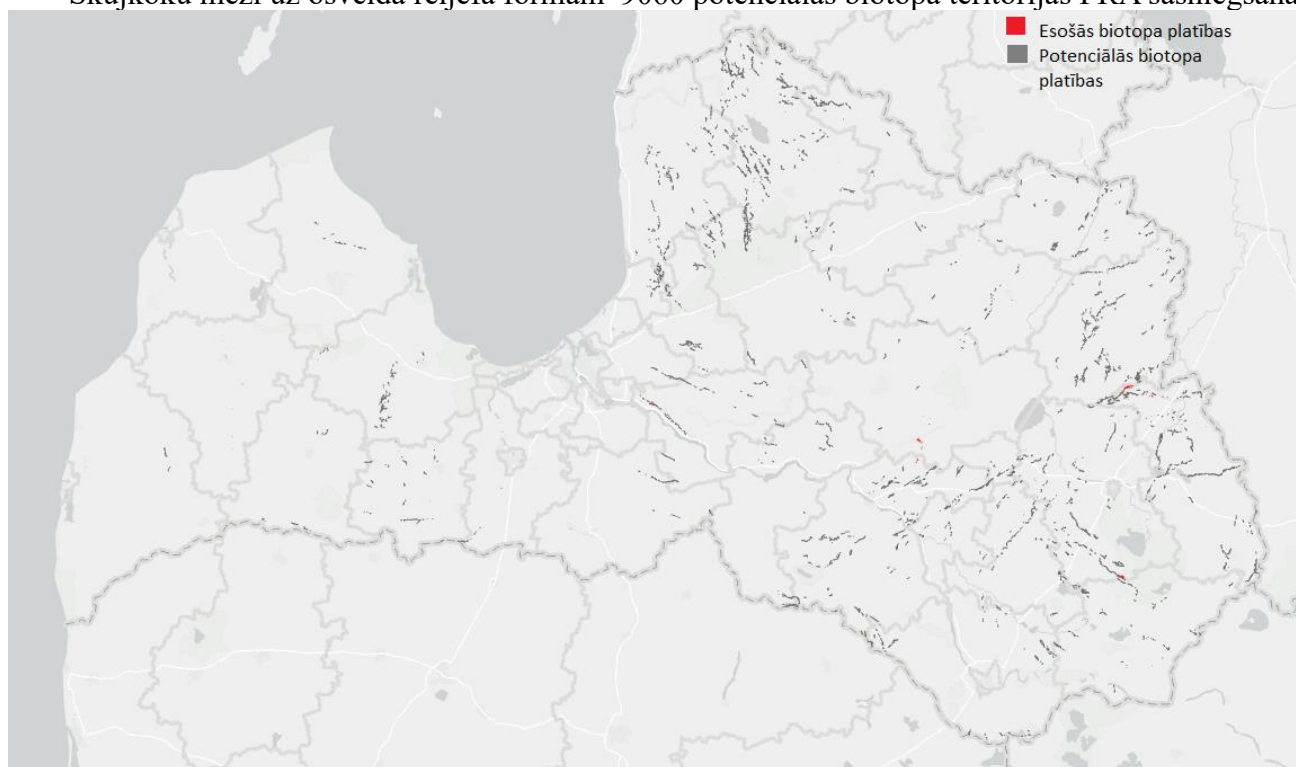 Skujkoku meži uz osveida reljefa formām 9060 potenciālās biotopa teritorijas PRA sasniegšanai
Esošās biotopa platības
Potenciālās biotopa
platības